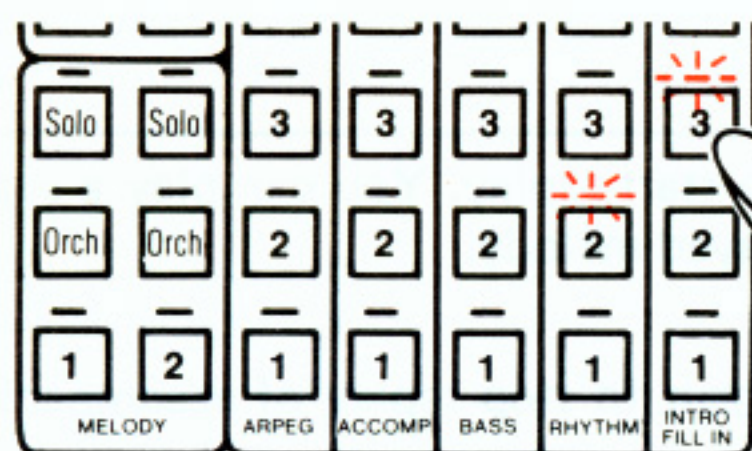 Solo Solo 3 3 3 3 3
Orch Orch 2 2 2 2 2
1 2 1 1 1 1 1
MELODY ARPEG ACCOMP BASS RHYTHM INTRO
FILL IN